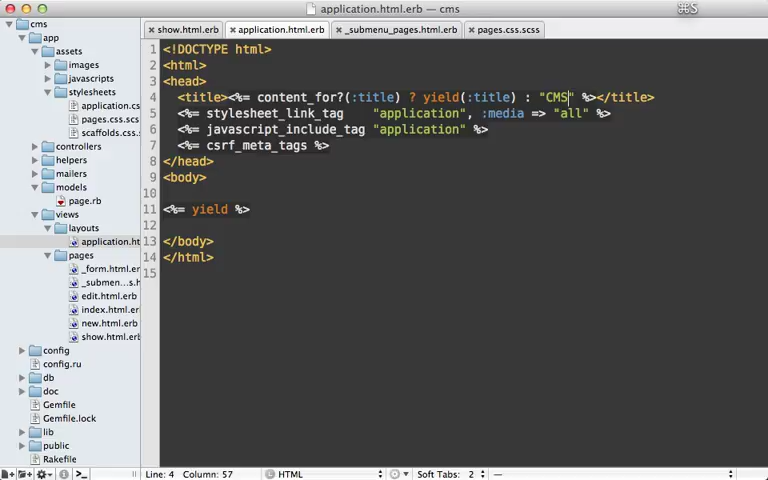 application.html.erb — cms
⌘S
cms
app
assets
images
javascripts
stylesheets
application.cs
pages.css.scs
scaffolds.cs
controllers
helpers
mailers
models
page.rb
views
layouts
application.ht
pages
_form.html.er
_submen...s.h
edit.html.erb
index.html.erb
new.html.erb
show.html.erb
config
config.ru
db
doc
Gemfile
Gemfile.lock
lib
public
Rakefile
show.html.erb
application.html.erb
_submenu_pages.html.erb
pages.css.scss
1 <!DOCTYPE html>
2 <html>
3 <head>
4 <title><%= content_for?(:title) ? yield(:title) : "CMS" %></title>
5 <%= stylesheet_link_tag    "application", :media => "all" %>
6 <%= javascript_include_tag "application" %>
7 <%= csrf_meta_tags %>
8 </head>
9 <body>
10
11 <%= yield %>
12
13 </body>
14 </html>
15
Line: 4 Column: 57
HTML
Soft Tabs: 2
—